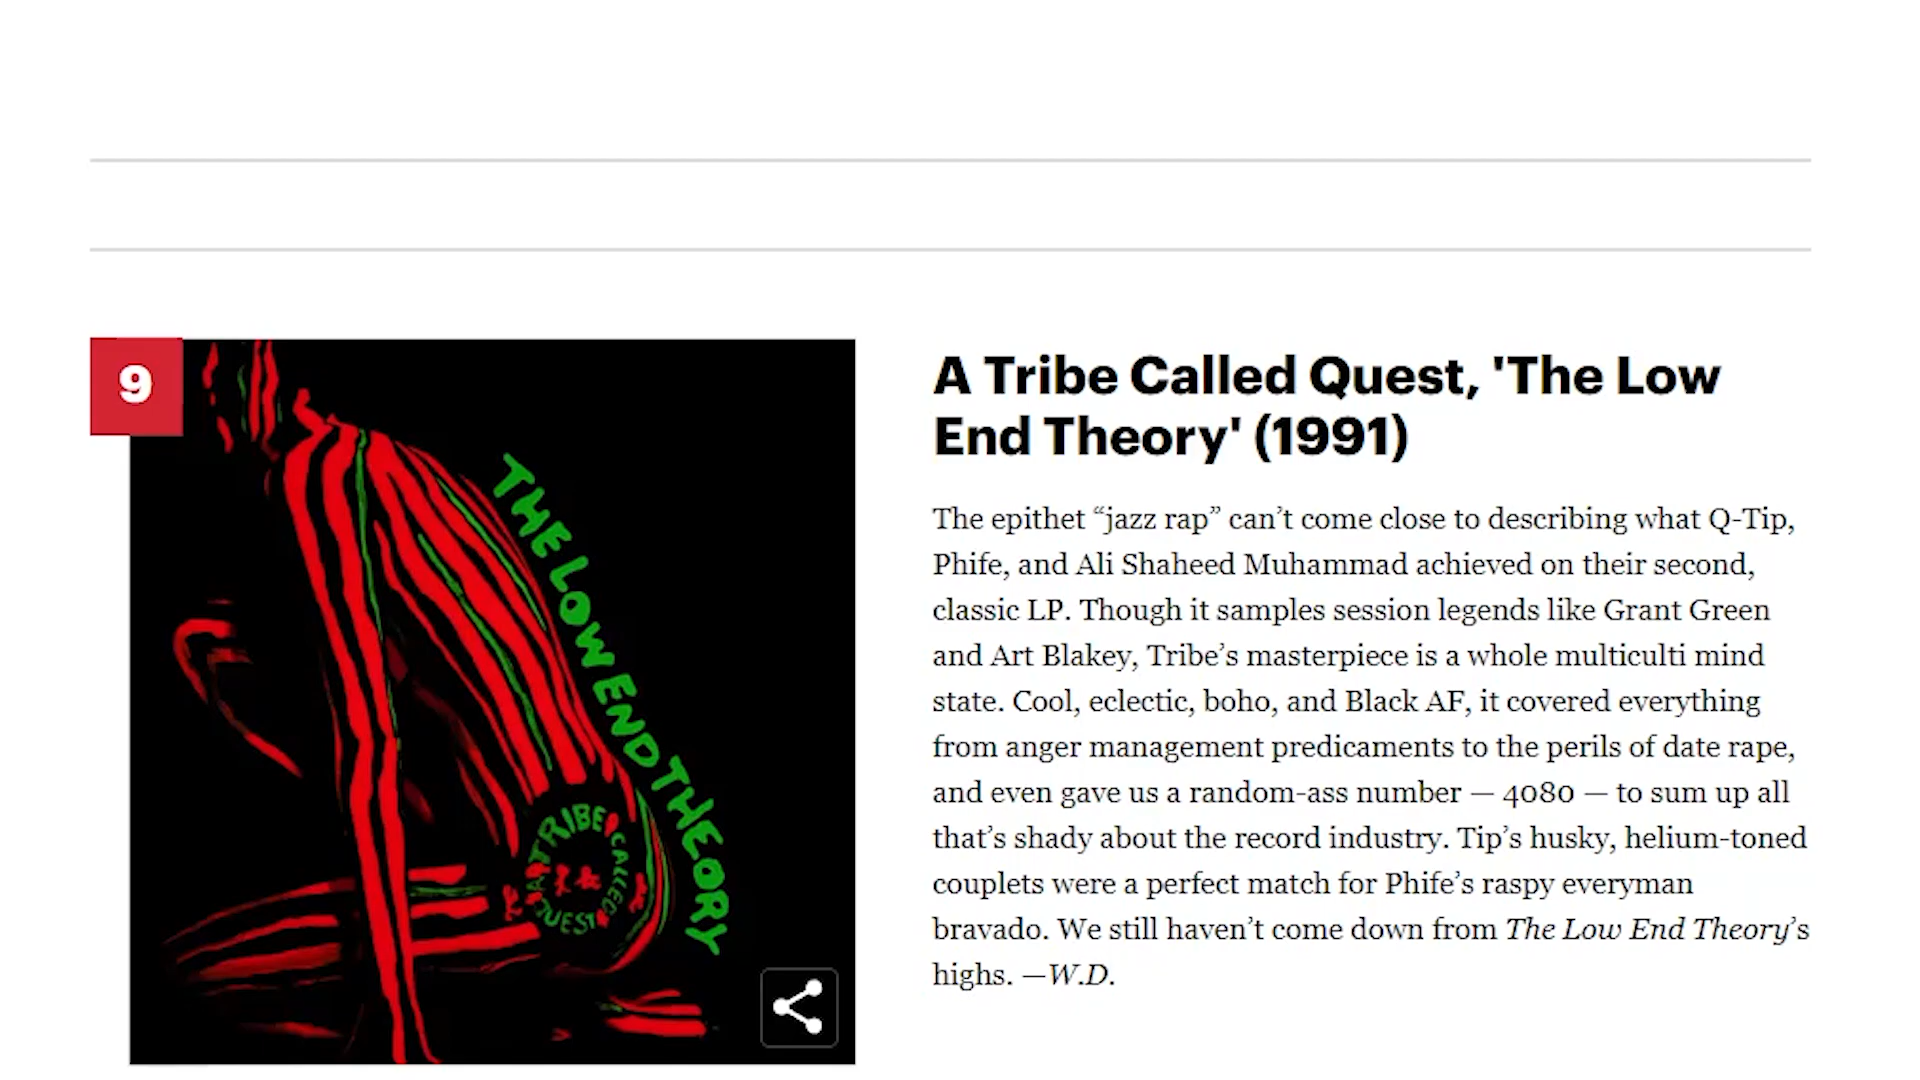 9
A Tribe Called Quest, 'The Low
End Theory' (1991)
THE LOW END THEORY
A TRIBE CALLED QUEST
The epithet “jazz rap” can’t come close to describing what Q-Tip,
Phife, and Ali Shaheed Muhammad achieved on their second,
classic LP. Though it samples session legends like Grant Green
and Art Blakey, Tribe’s masterpiece is a whole multiculti mind
state. Cool, eclectic, boho, and Black AF, it covered everything
from anger management predicaments to the perils of date rape,
and even gave us a random-ass number — 4080 — to sum up all
that’s shady about the record industry. Tip’s husky, helium-toned
couplets were a perfect match for Phife’s raspy everyman
bravado. We still haven’t come down from The Low End Theory’s
highs. —W.D.